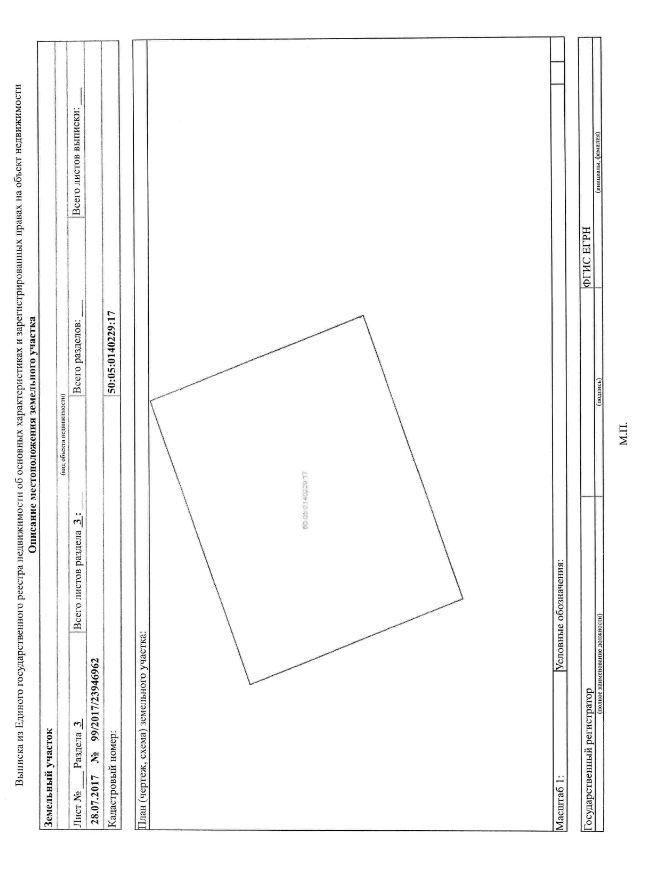 Выписка из Единого государственного реестра недвижимости об основных характеристиках и зарегистрированных правах на объект недвижимости
Описание местоположения земельного участка
Земельный участок
(вид объекта недвижимости)
Лист № ___ Раздела 3 Всего листов раздела 3 : ___ Всего разделов: ___ Всего листов выписки: ___
28.07.2017 № 99/2017/23946962
Кадастровый номер: 50:05:0140229:17
План (чертеж, схема) земельного участка:
50:05:0140229:17
Масштаб 1: Условные обозначения:
Государственный регистратор ФГИС ЕГРН
(полное наименование должности) (подпись) (инициалы, фамилия)
М.П.